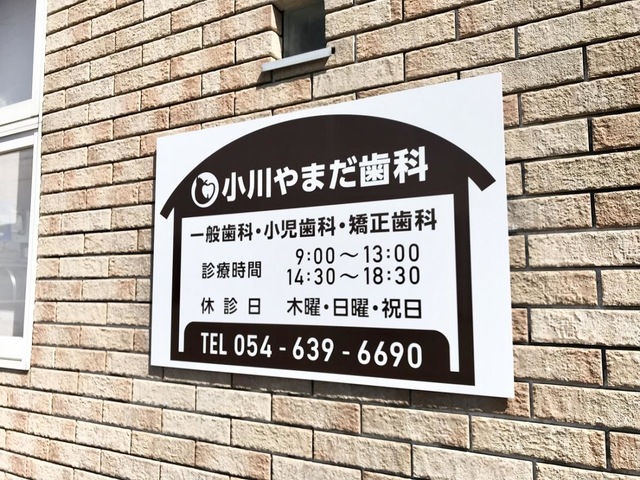 小川やまだ歯科
一般歯科・小児歯科・矯正歯科
診療時間 9:00～13:00
14:30～18:30
休診日 木曜・日曜・祝日
TEL 054-639-6690